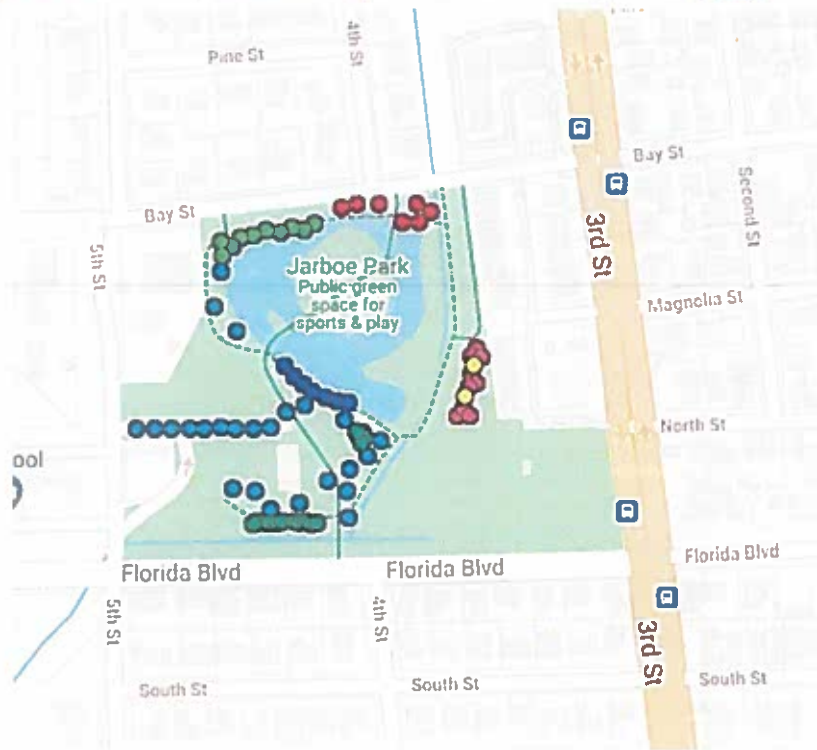 Pine St
4th St
Bay St
Bay St
Second St
3rd St
5th St
Jarboe Park
Public green
space for
sports & play
Magnolia St
North St
ool
Florida Blvd
Florida Blvd
Florida Blvd
5th St
4th St
3rd St
South St
South St
South St